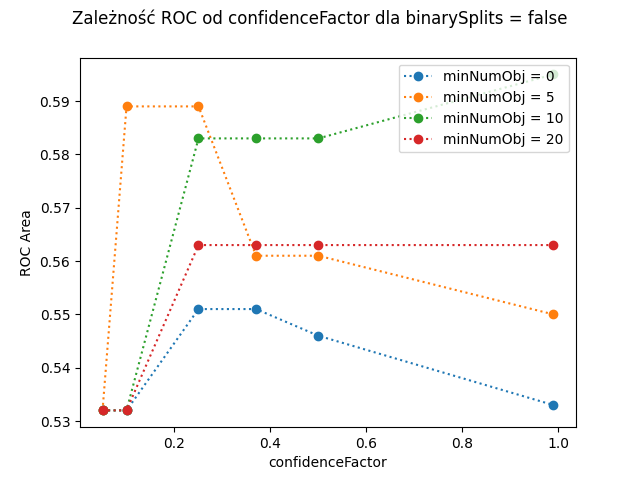 Zależność ROC od confidenceFactor dla binarySplits = false
minNumObj = 0
minNumObj = 5
minNumObj = 10
minNumObj = 20
ROC Area
0.59
0.58
0.57
0.56
0.55
0.54
0.53
0.2
0.4
0.6
0.8
1.0
confidenceFactor